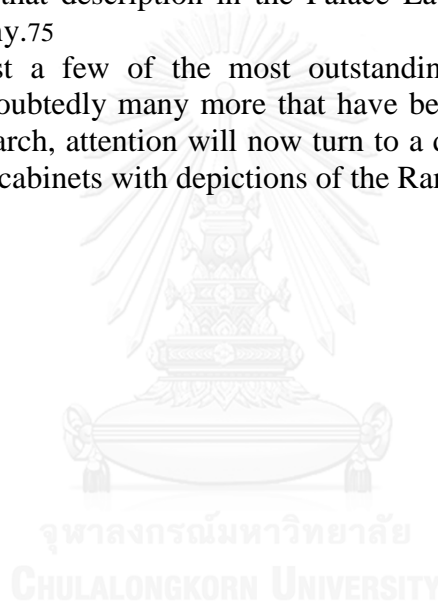 that description in the Palace La
ny.75
st a few of the most outstandin
oubtedly many more that have be
arch, attention will now turn to a
cabinets with depictions of the Ra
จุฬาลงกรณ์มหาวิทยาลัย
CHULALONGKORN UNIVERSITY